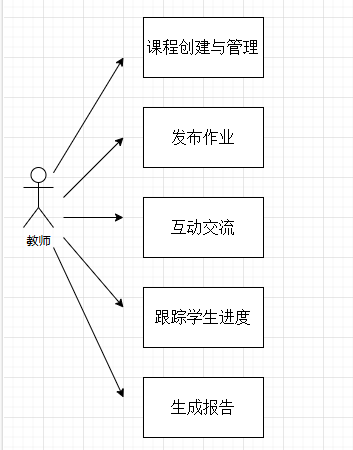 课程创建与管理
发布作业
互动交流
教师
跟踪学生进度
生成报告